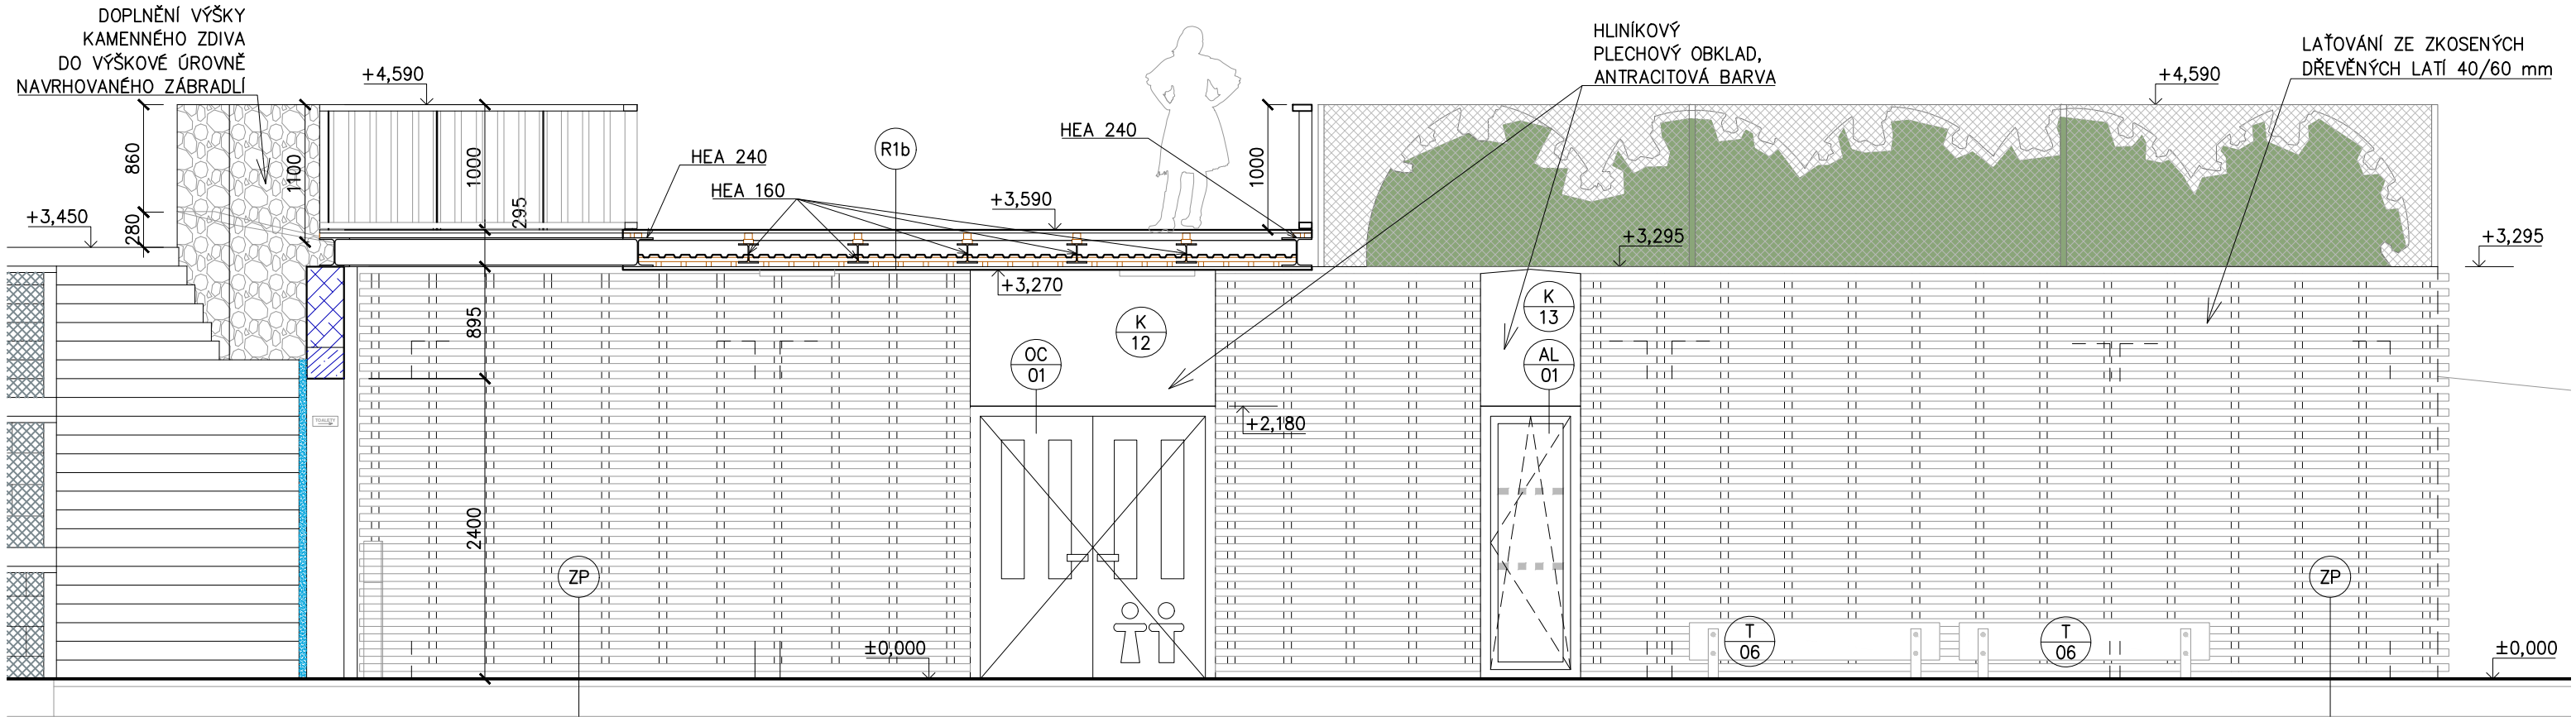 DOPLNĚNÍ VÝŠKY
KAMENNÉHO ZDIVA
DO VÝŠKOVÉ ÚROVNĚ
NAVRHOVANÉHO ZÁBRADLÍ
+4,590
HLINÍKOVÝ
PLECHOVÝ OBKLAD,
ANTRACITOVÁ BARVA
LAŤOVÁNÍ ZE ZKOSENÝCH
DŘEVĚNÝCH LATÍ 40/60 mm
+4,590
860
280
1100
1000
295
HEA 240
HEA 160
R1b
HEA 240
1000
+3,450
+3,590
+3,295
+3,295
+3,270
895
K
12
K
13
OC
01
AL
01
+2,180
TOALETY
2400
ZP
ZP
T
06
T
06
±0,000
±0,000